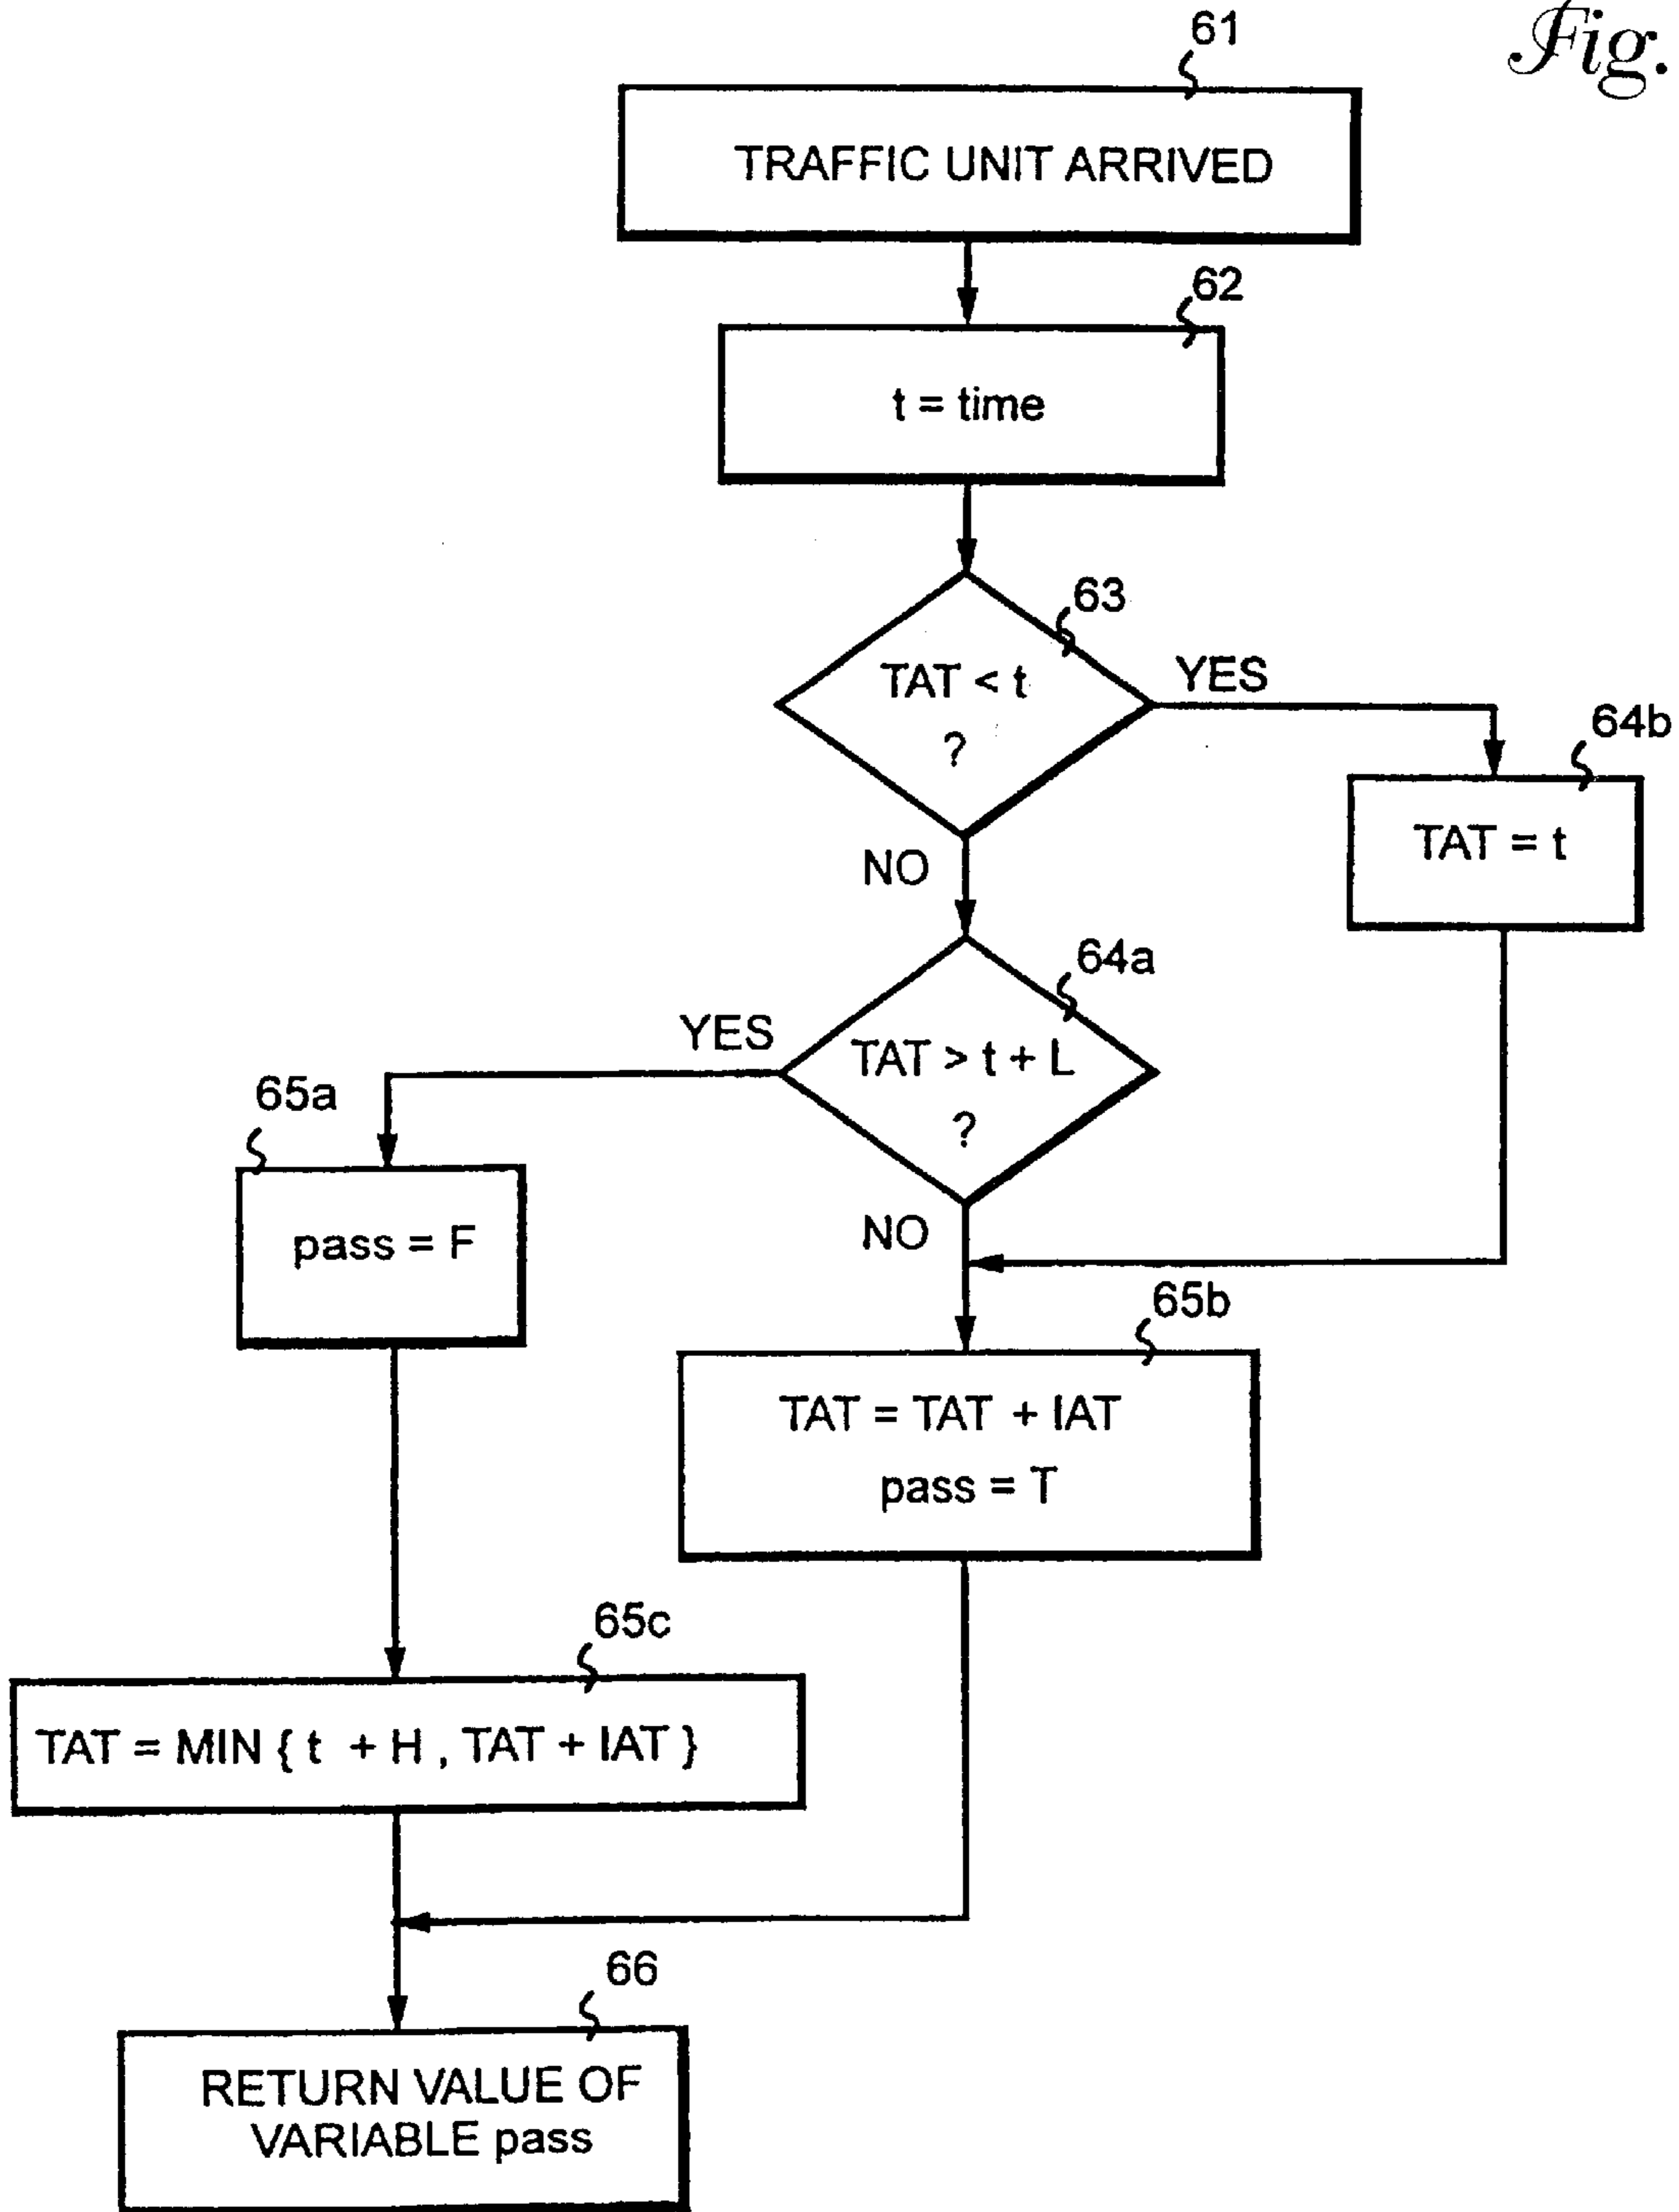 Fig.
61
TRAFFIC UNIT ARRIVED
62
t = time
63
TAT < t
?
YES
64b
TAT = t
NO
64a
YES
TAT > t + L
?
65a
pass = F
NO
65b
TAT = TAT + IAT
pass = T
65c
TAT = MIN { t + H , TAT + IAT }
66
RETURN VALUE OF
VARIABLE pass